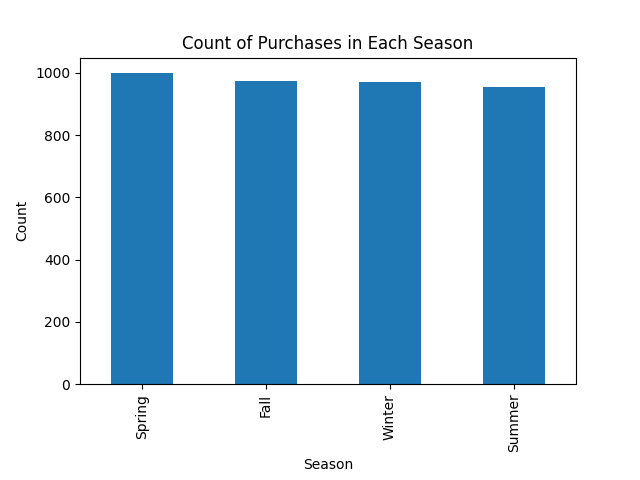 Count of Purchases in Each Season
1000
800
600
400
200
0
Count
Spring
Fall
Winter
Summer
Season